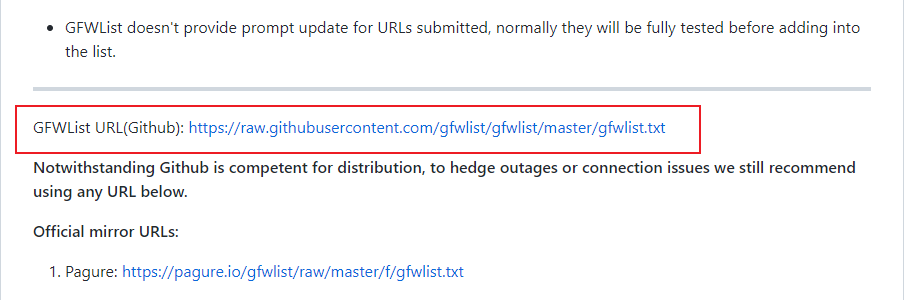 GFWList doesn't provide prompt update for URLs submitted, normally they will be fully tested before adding into
the list.
GFWList URL(Github): https://raw.githubusercontent.com/gfwlist/gfwlist/master/gfwlist.txt
Notwithstanding Github is competent for distribution, to hedge outages or connection issues we still recommend
using any URL below.
Official mirror URLs:
1. Pagure: https://pagure.io/gfwlist/raw/master/f/gfwlist.txt